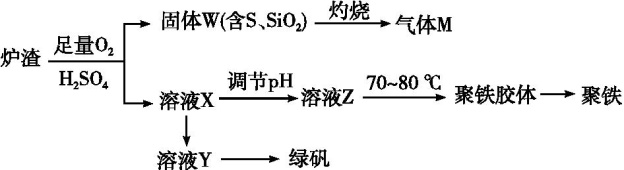 固体W(含S、SiO₂) 灼烧 气体M
炉渣 足量O₂ H₂SO₄
溶液X 调节pH 溶液Z 70~80 ℃ 聚铁胶体 聚铁
溶液Y 绿矾